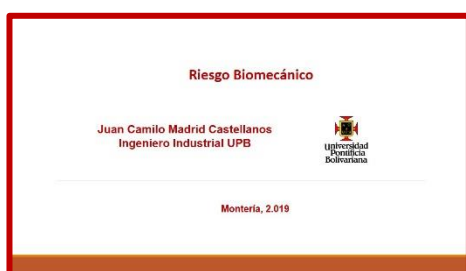 Riesgo Biomecánico
Juan Camilo Madrid Castellanos
Ingeniero Industrial UPB
Universidad
Pontificia
Bolivariana
Montería, 2.019